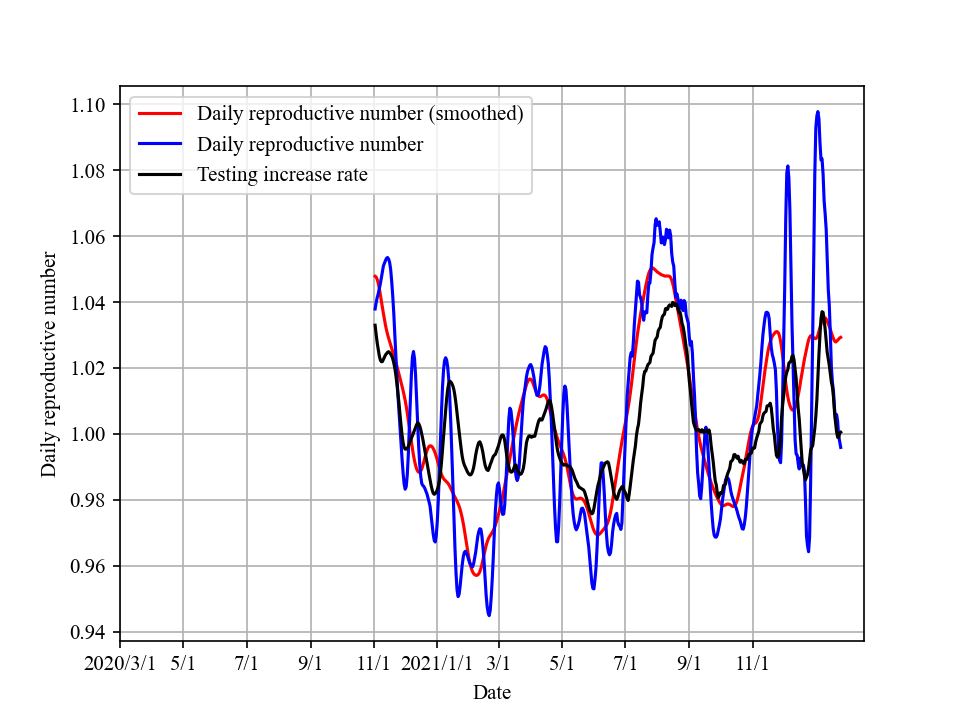 Daily reproductive number (smoothed)
Daily reproductive number
Testing increase rate
Daily reproductive number
1.10
1.08
1.06
1.04
1.02
1.00
0.98
0.96
0.94
2020/3/1 5/1 7/1 9/1 11/1 2021/1/1 3/1 5/1 7/1 9/1 11/1
Date